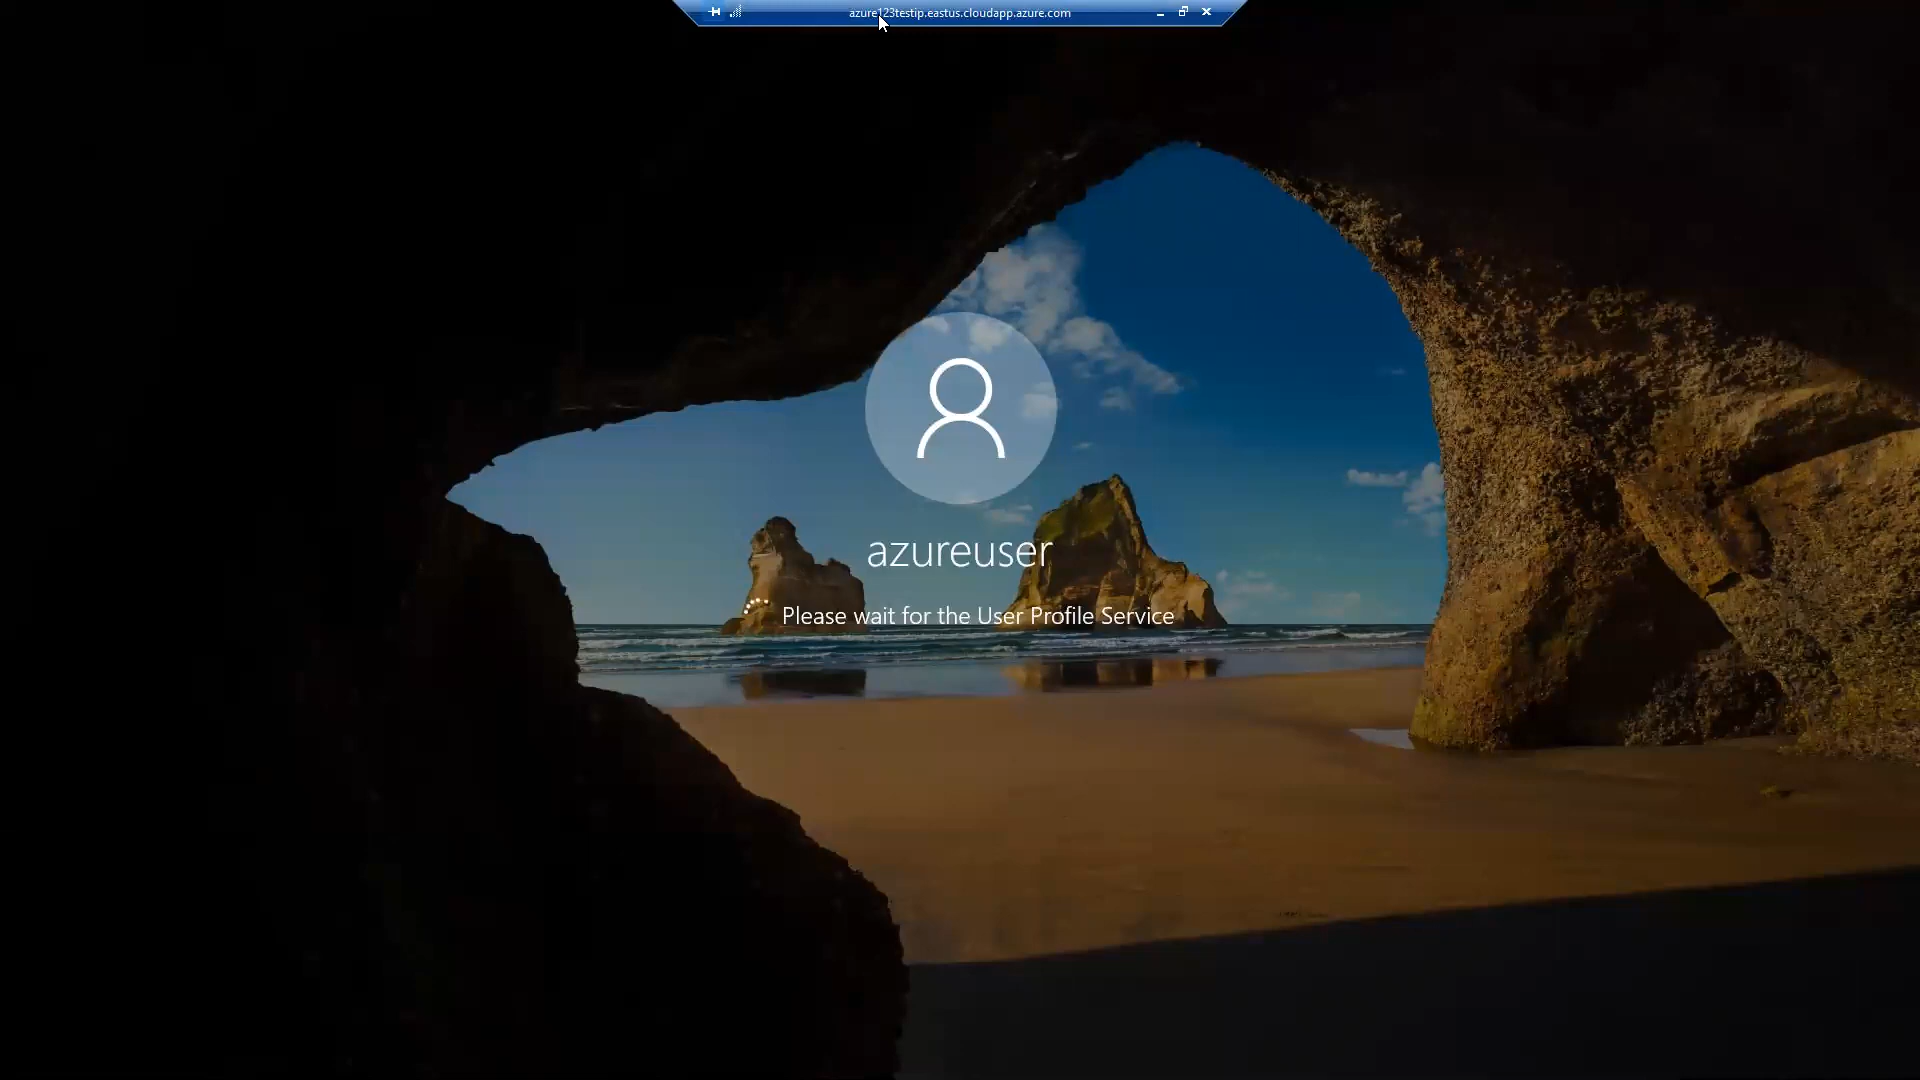 azure123testip.eastus.cloudapp.azure.com
azureuser
Please wait for the User Profile Service